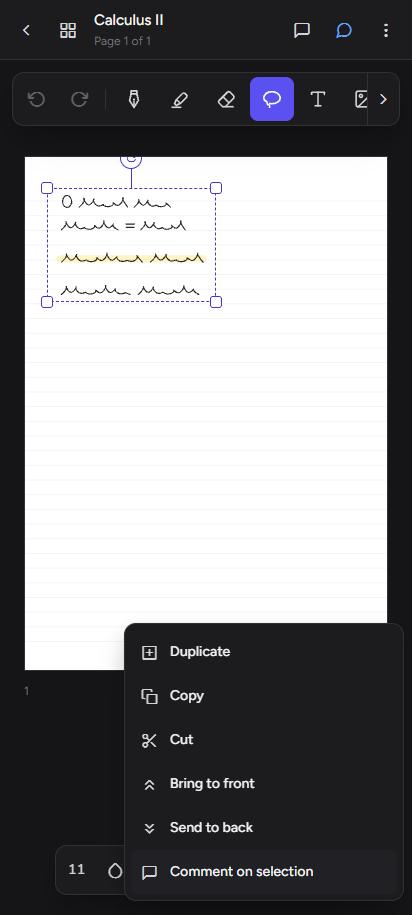 Calculus II
Page 1 of 1
1
Duplicate
Copy
Cut
Bring to front
Send to back
Comment on selection
11